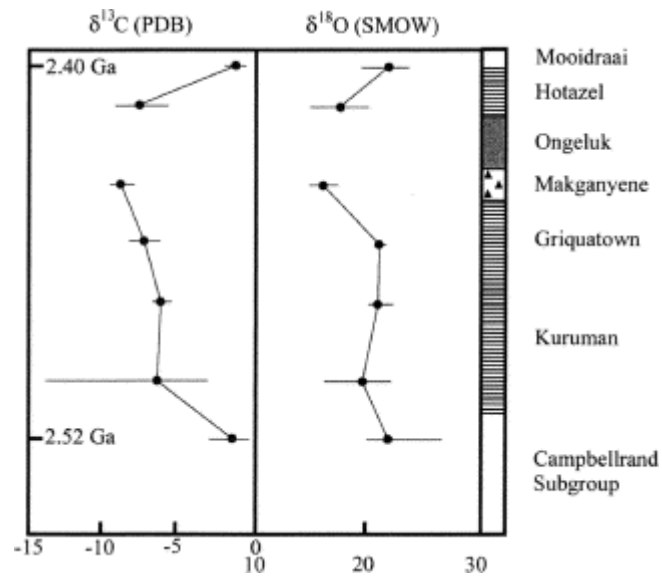 δ¹³C (PDB) δ¹⁸O (SMOW)
2.40 Ga
Mooidraai
Hotazel
Ongeluk
Makganyene
Griquatown
Kuruman
2.52 Ga
Campbellrand
Subgroup
-15 -10 -5 0
10 20 30